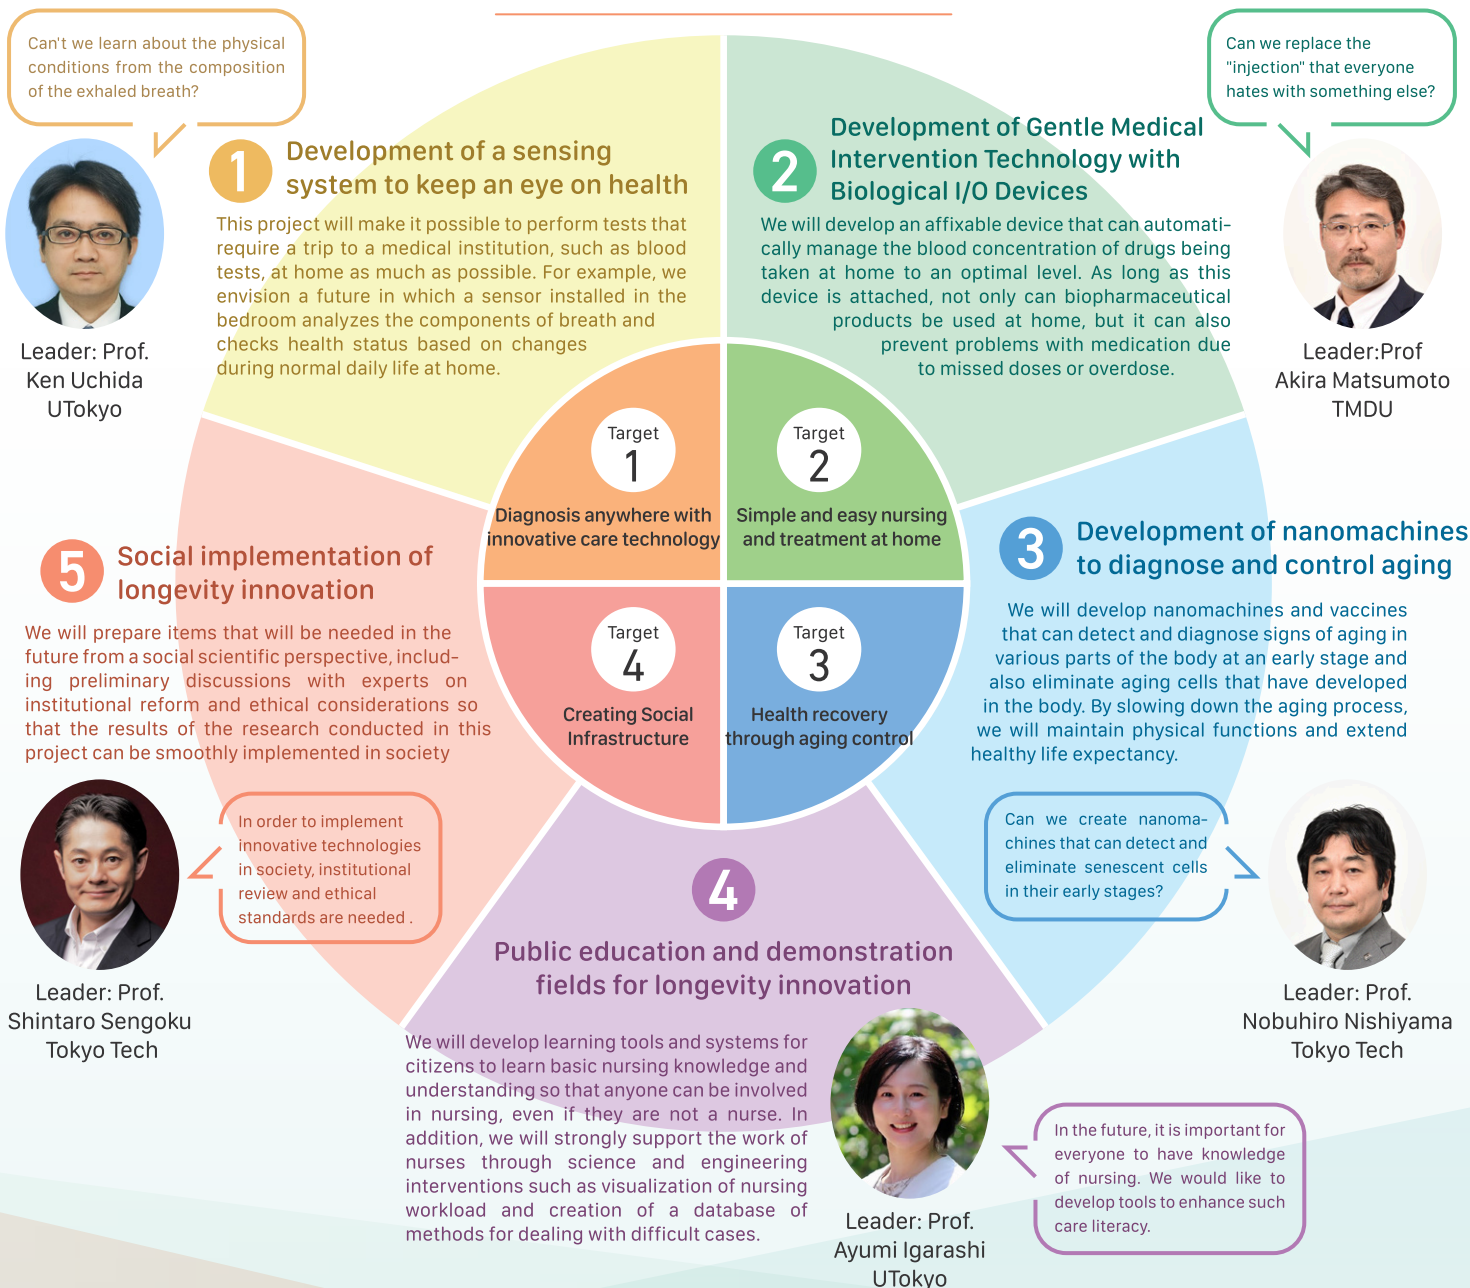 Can't we learn about the physical
conditions from the composition
of the exhaled breath?
Leader: Prof.
Ken Uchida
UTokyo
1
Development of a sensing
system to keep an eye on health
This project will make it possible to perform tests that
require a trip to a medical institution, such as blood
tests, at home as much as possible. For example, we
envision a future in which a sensor installed in the
bedroom analyzes the components of breath and
checks health status based on changes
during normal daily life at home.
Can we replace the
"injection" that everyone
hates with something else?
2
Development of Gentle Medical
Intervention Technology with
Biological I/O Devices
We will develop an affixable device that can automati-
cally manage the blood concentration of drugs being
taken at home to an optimal level. As long as this
device is attached, not only can biopharmaceutical
products be used at home, but it can also
prevent problems with medication due
to missed doses or overdose.
Leader:Prof
Akira Matsumoto
TMDU
Target
1
Diagnosis anywhere with
innovative care technology
Target
2
Simple and easy nursing
and treatment at home
Target
4
Creating Social
Infrastructure
Target
3
Health recovery
through aging control
3
Development of nanomachines
to diagnose and control aging
We will develop nanomachines and vaccines
that can detect and diagnose signs of aging in
various parts of the body at an early stage and
also eliminate aging cells that have developed
in the body. By slowing down the aging process,
we will maintain physical functions and extend
healthy life expectancy.
Can we create nanoma-
chines that can detect and
eliminate senescent cells
in their early stages?
Leader: Prof.
Nobuhiro Nishiyama
Tokyo Tech
5
Social implementation of
longevity innovation
We will prepare items that will be needed in the
future from a social scientific perspective, includ-
ing preliminary discussions with experts on
institutional reform and ethical considerations so
that the results of the research conducted in this
project can be smoothly implemented in society
In order to implement
innovative technologies
in society, institutional
review and ethical
standards are needed .
Leader: Prof.
Shintaro Sengoku
Tokyo Tech
4
Public education and demonstration
fields for longevity innovation
We will develop learning tools and systems for
citizens to learn basic nursing knowledge and
understanding so that anyone can be involved
in nursing, even if they are not a nurse. In
addition, we will strongly support the work of
nurses through science and engineering
interventions such as visualization of nursing
workload and creation of a database of
methods for dealing with difficult cases.
Leader: Prof.
Ayumi Igarashi
UTokyo
In the future, it is important for
everyone to have knowledge
of nursing. We would like to
develop tools to enhance such
care literacy.